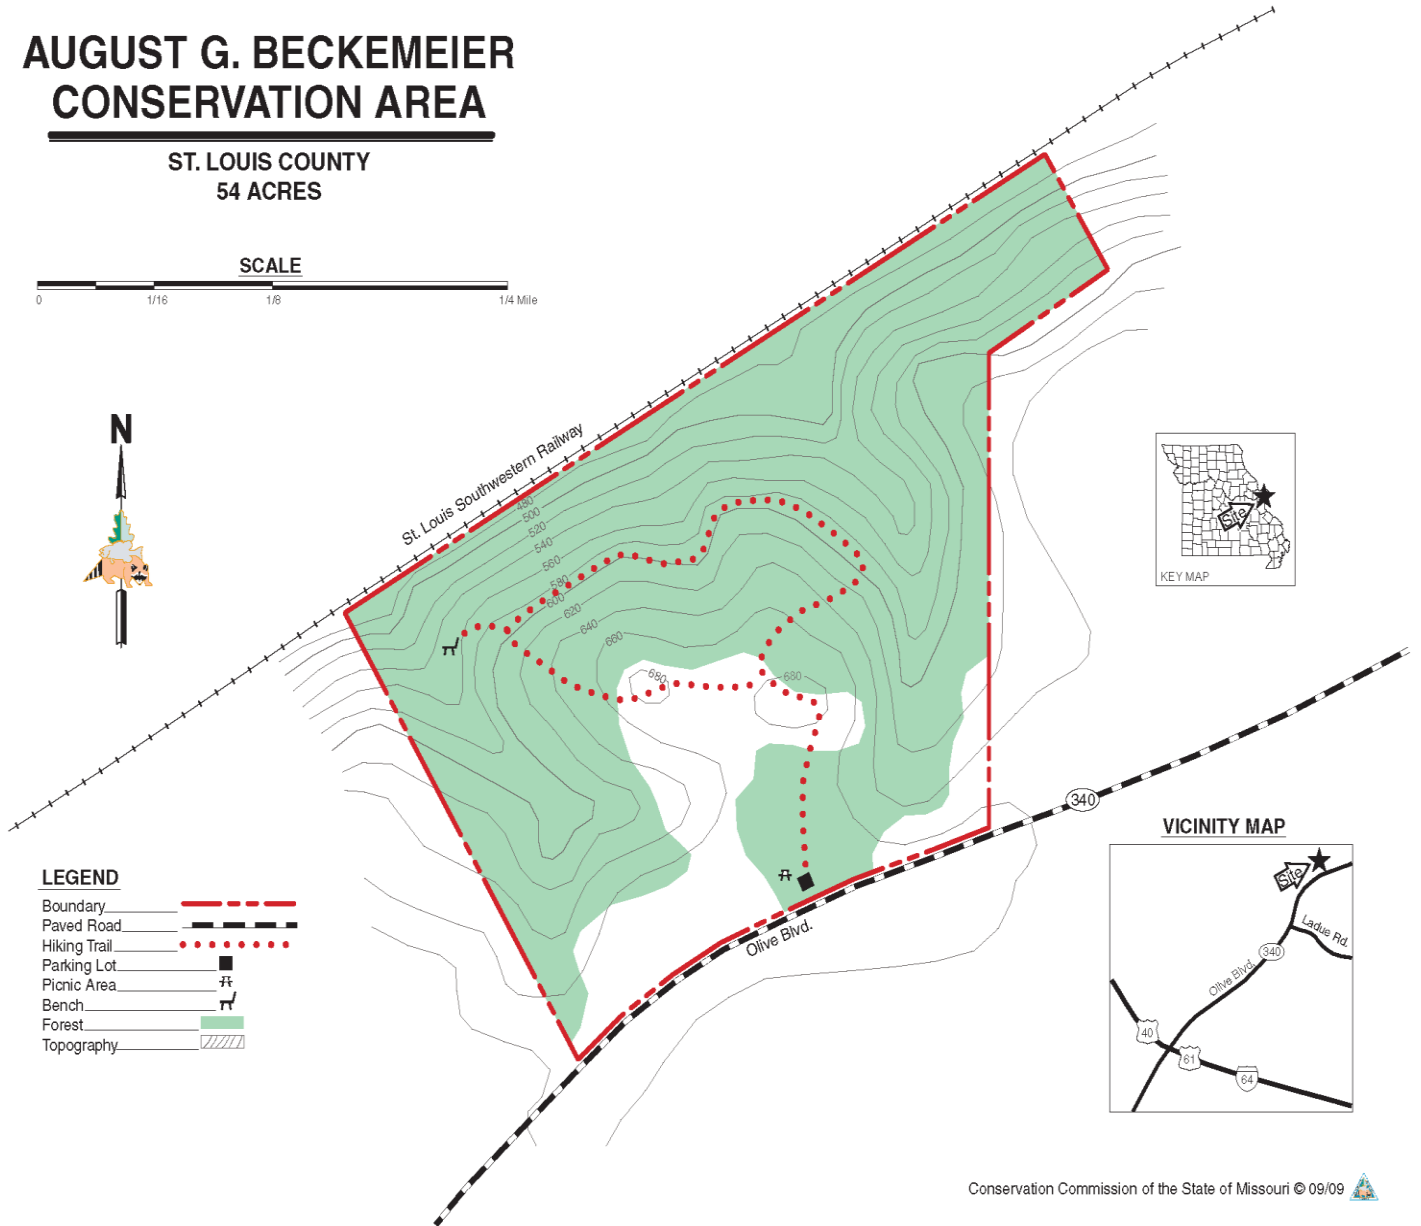 AUGUST G. BECKEMEIER
CONSERVATION AREA
ST. LOUIS COUNTY
54 ACRES
SCALE
0 1/16 1/8 1/4 Mile
N
St. Louis Southwestern Railway
480
500
520
540
560
580
600
620
640
660
680
680
Site
KEY MAP
340
Olive Blvd.
LEGEND
Boundary
Paved Road
Hiking Trail
Parking Lot
Picnic Area
Bench
Forest
Topography
VICINITY MAP
Site
Ladue Rd.
340
Olive Blvd.
40
61
64
Conservation Commission of the State of Missouri © 09/09